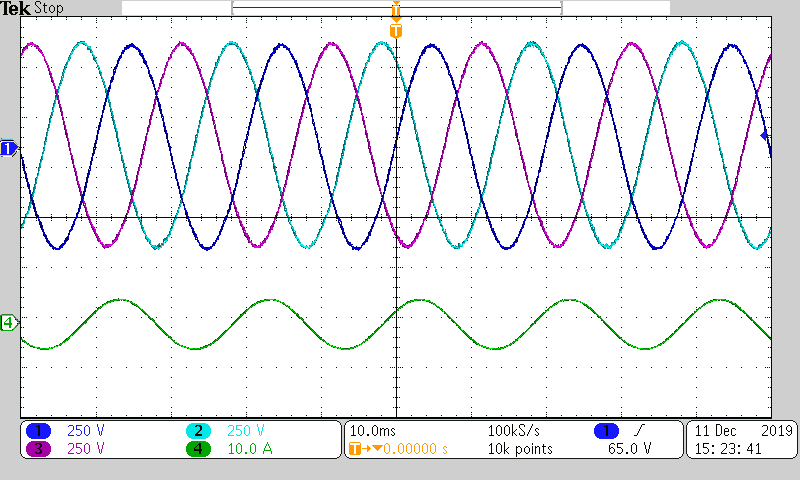 Tek Stop
T
T
1
4
1 250 V 2 250 V
3 250 V 4 10.0 A
10.0ms 100kS/s 1
T→▼0.00000 s 10k points 65.0 V
11 Dec 2019
15: 23: 41